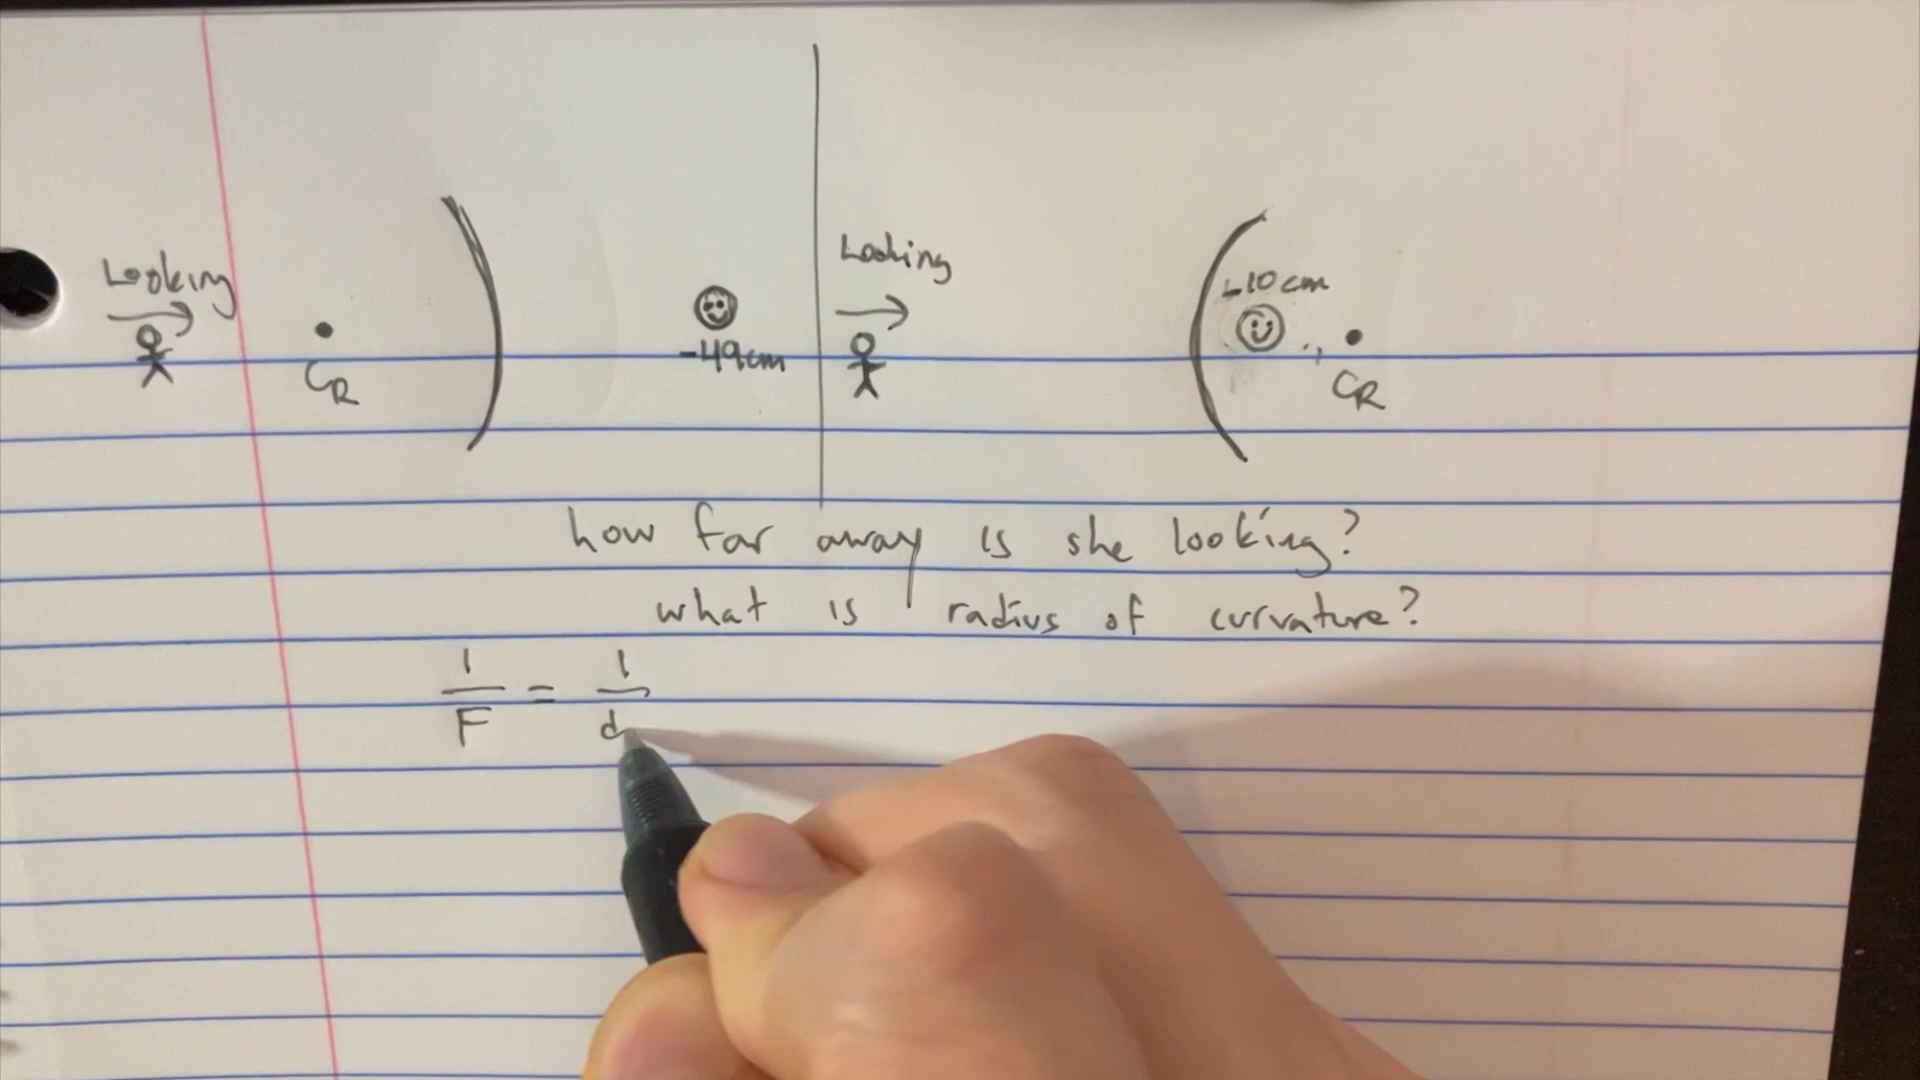 Looking
CR
-49cm
Looking
-10cm
CR
how far away is she looking?
what is radius of curvature?
1/F = 1/d